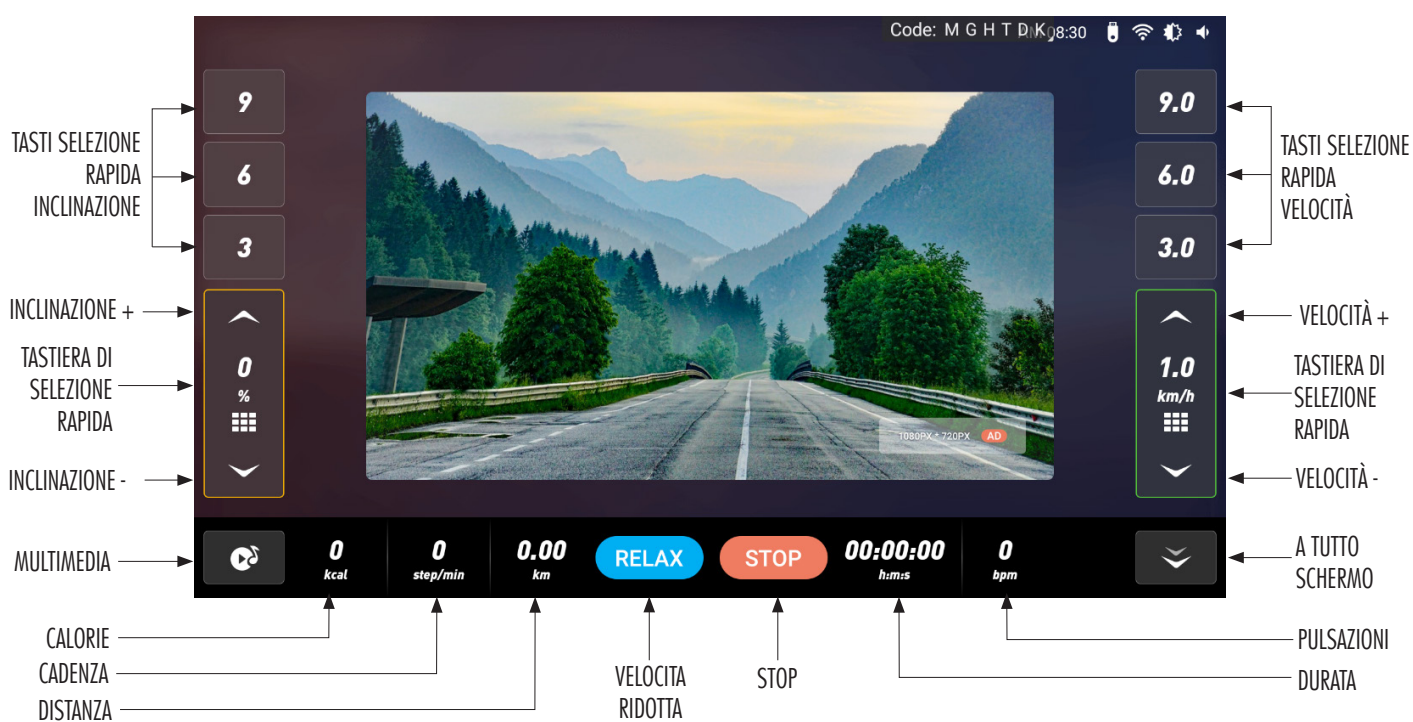 Code: M G H T D K 08:30
9
6
3
TASTI SELEZIONE
RAPIDA
INCLINAZIONE
9.0
6.0
3.0
TASTI SELEZIONE
RAPIDA
VELOCITÀ
INCLINAZIONE +
TASTIERA DI
SELEZIONE
RAPIDA
INCLINAZIONE -
0
%
1080PX * 720PX AD
1.0
km/h
VELOCITÀ +
TASTIERA DI
SELEZIONE
RAPIDA
VELOCITÀ -
MULTIMEDIA
0
kcal
0
step/min
0.00
km
RELAX
STOP
00:00:00
h:m:s
0
bpm
A TUTTO
SCHERMO
CALORIE
CADENZA
DISTANZA
VELOCITA
RIDOTTA
STOP
PULSAZIONI
DURATA